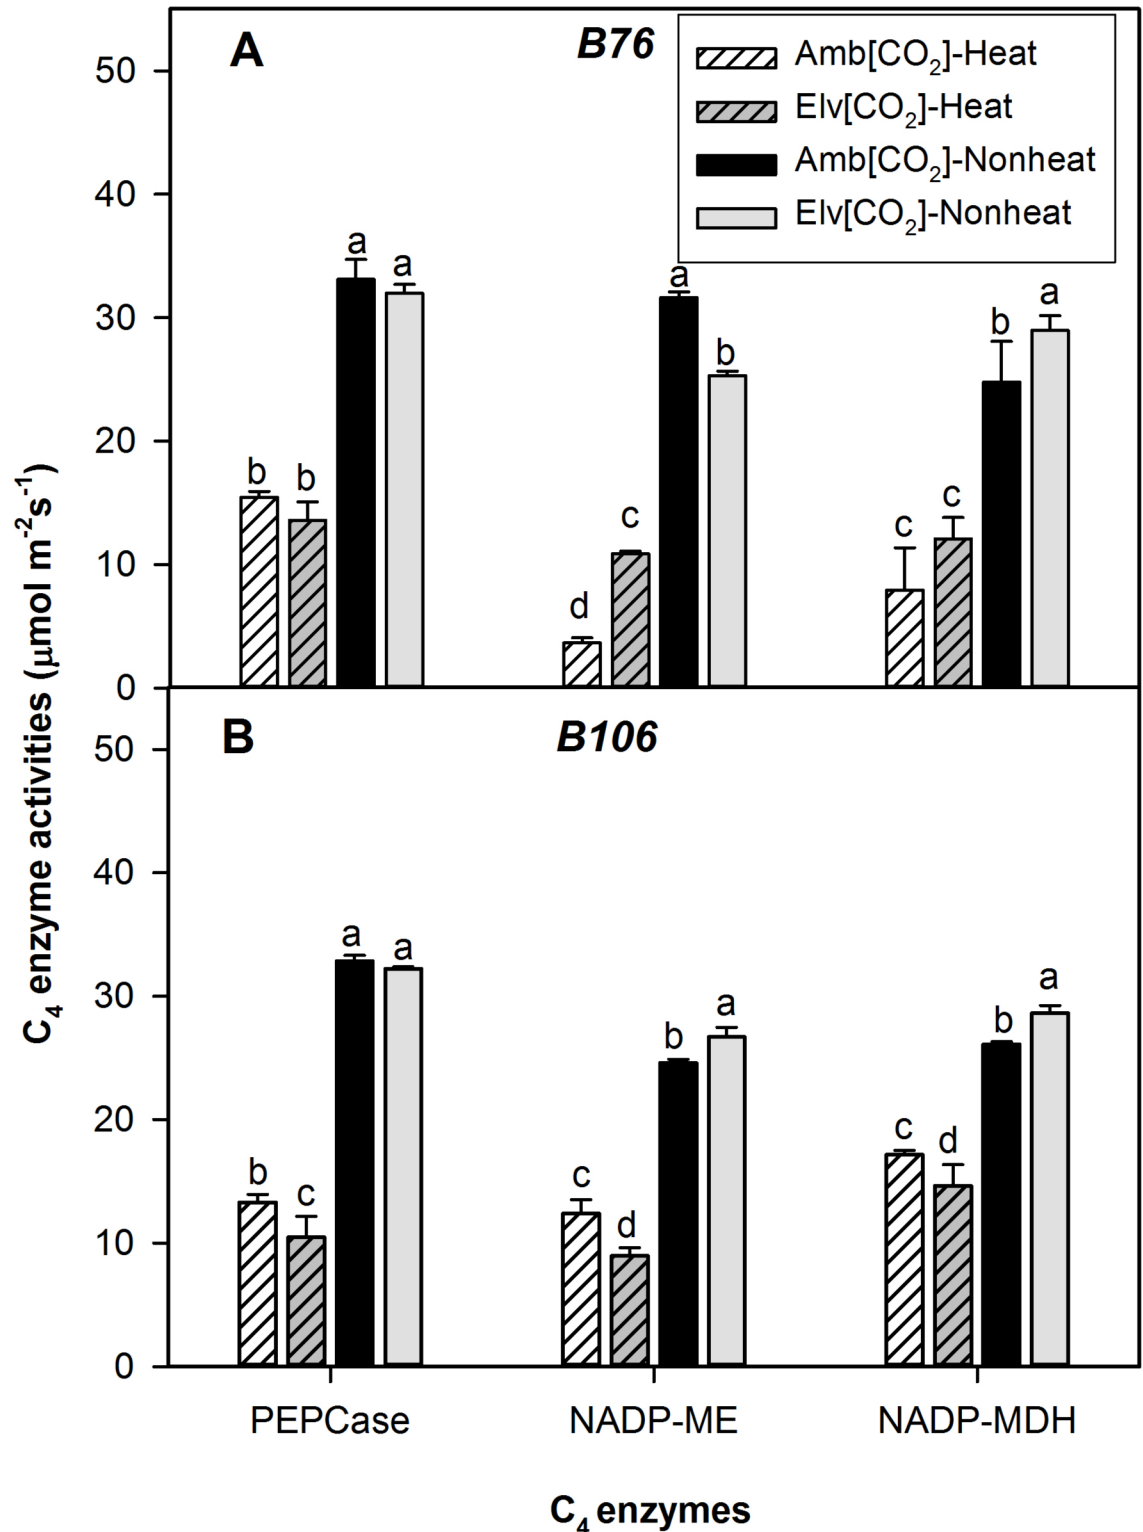 A
B76
Amb[CO2]-Heat
Elv[CO2]-Heat
Amb[CO2]-Nonheat
Elv[CO2]-Nonheat
50
40
30
20
10
0
b
b
a
a
d
c
a
b
c
c
b
a
B
B106
50
40
30
20
10
0
b
c
a
a
c
d
b
a
c
d
b
a
C4 enzyme activities (μmol m-2s-1)
PEPCase
NADP-ME
NADP-MDH
C4 enzymes